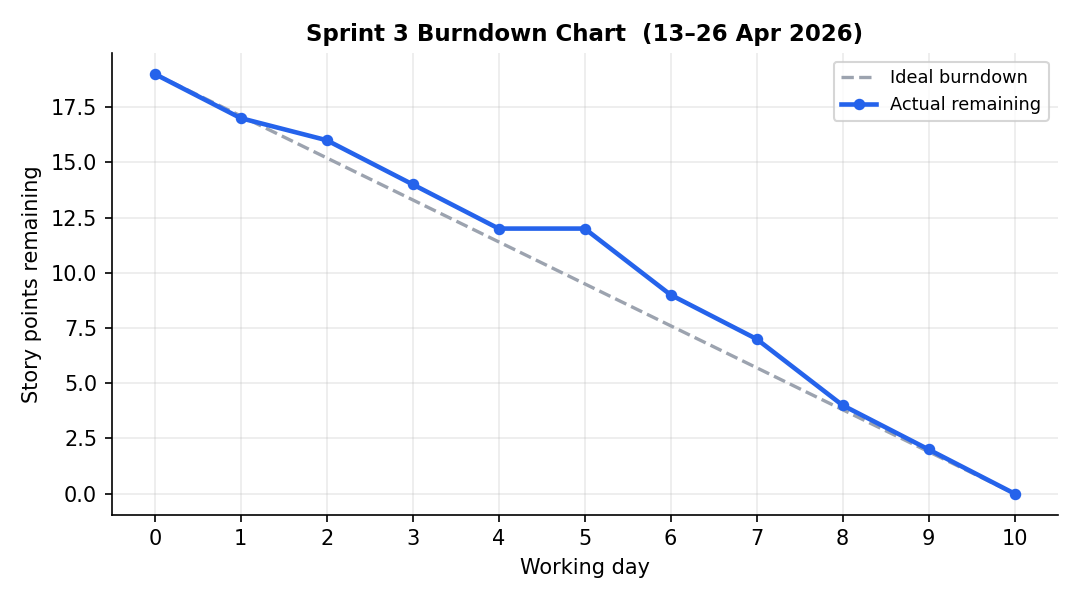 Sprint 3 Burndown Chart  (13–26 Apr 2026)
Ideal burndown
Actual remaining
Story points remaining
17.5
15.0
12.5
10.0
7.5
5.0
2.5
0.0
0 1 2 3 4 5 6 7 8 9 10
Working day